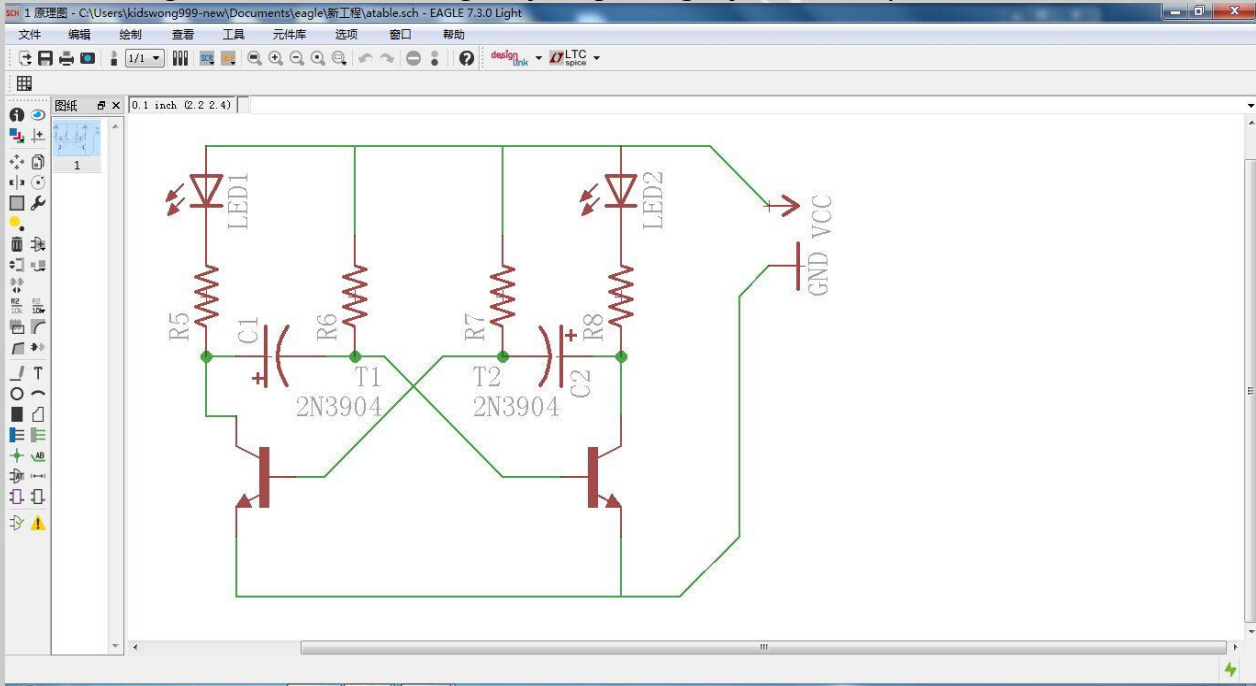 1 原理图 - C:\Users\kidswong999-new\Documents\eagle\新工程\atable.sch - EAGLE 7.3.0 Light
文件 编辑 绘制 查看 工具 元件库 选项 窗口 帮助
1/1 SCR design link LTC spice
图纸 0.1 inch (2.2 2.4)
1
LED1
LED2
VCC
GND
R5
C1
R6
R7
R8
C2
T1
2N3904
T2
2N3904